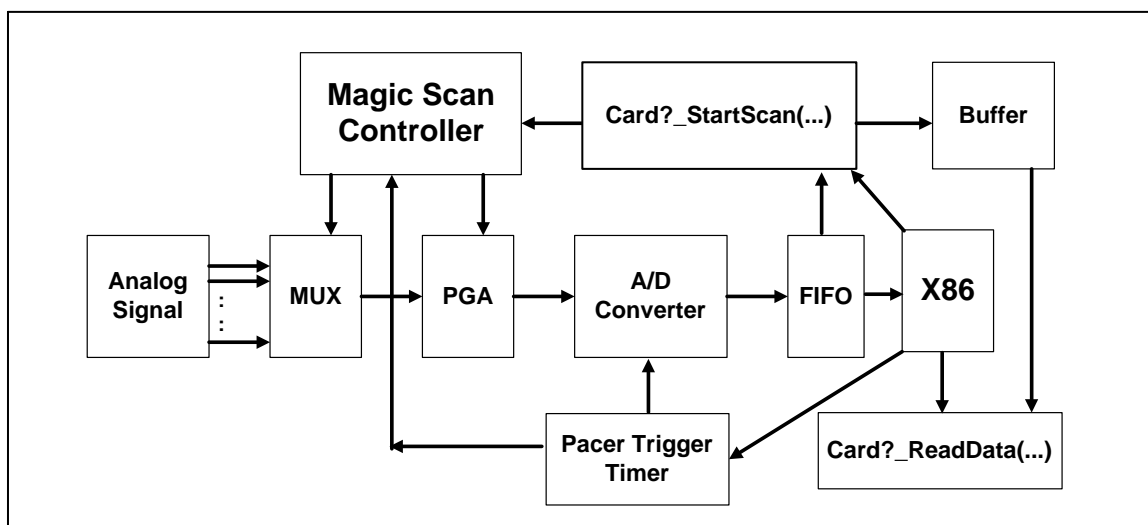 Magic Scan
Controller
Card?_StartScan(...)
Buffer
Analog
Signal
:
:
MUX
PGA
A/D
Converter
FIFO
X86
Pacer Trigger
Timer
Card?_ReadData(...)